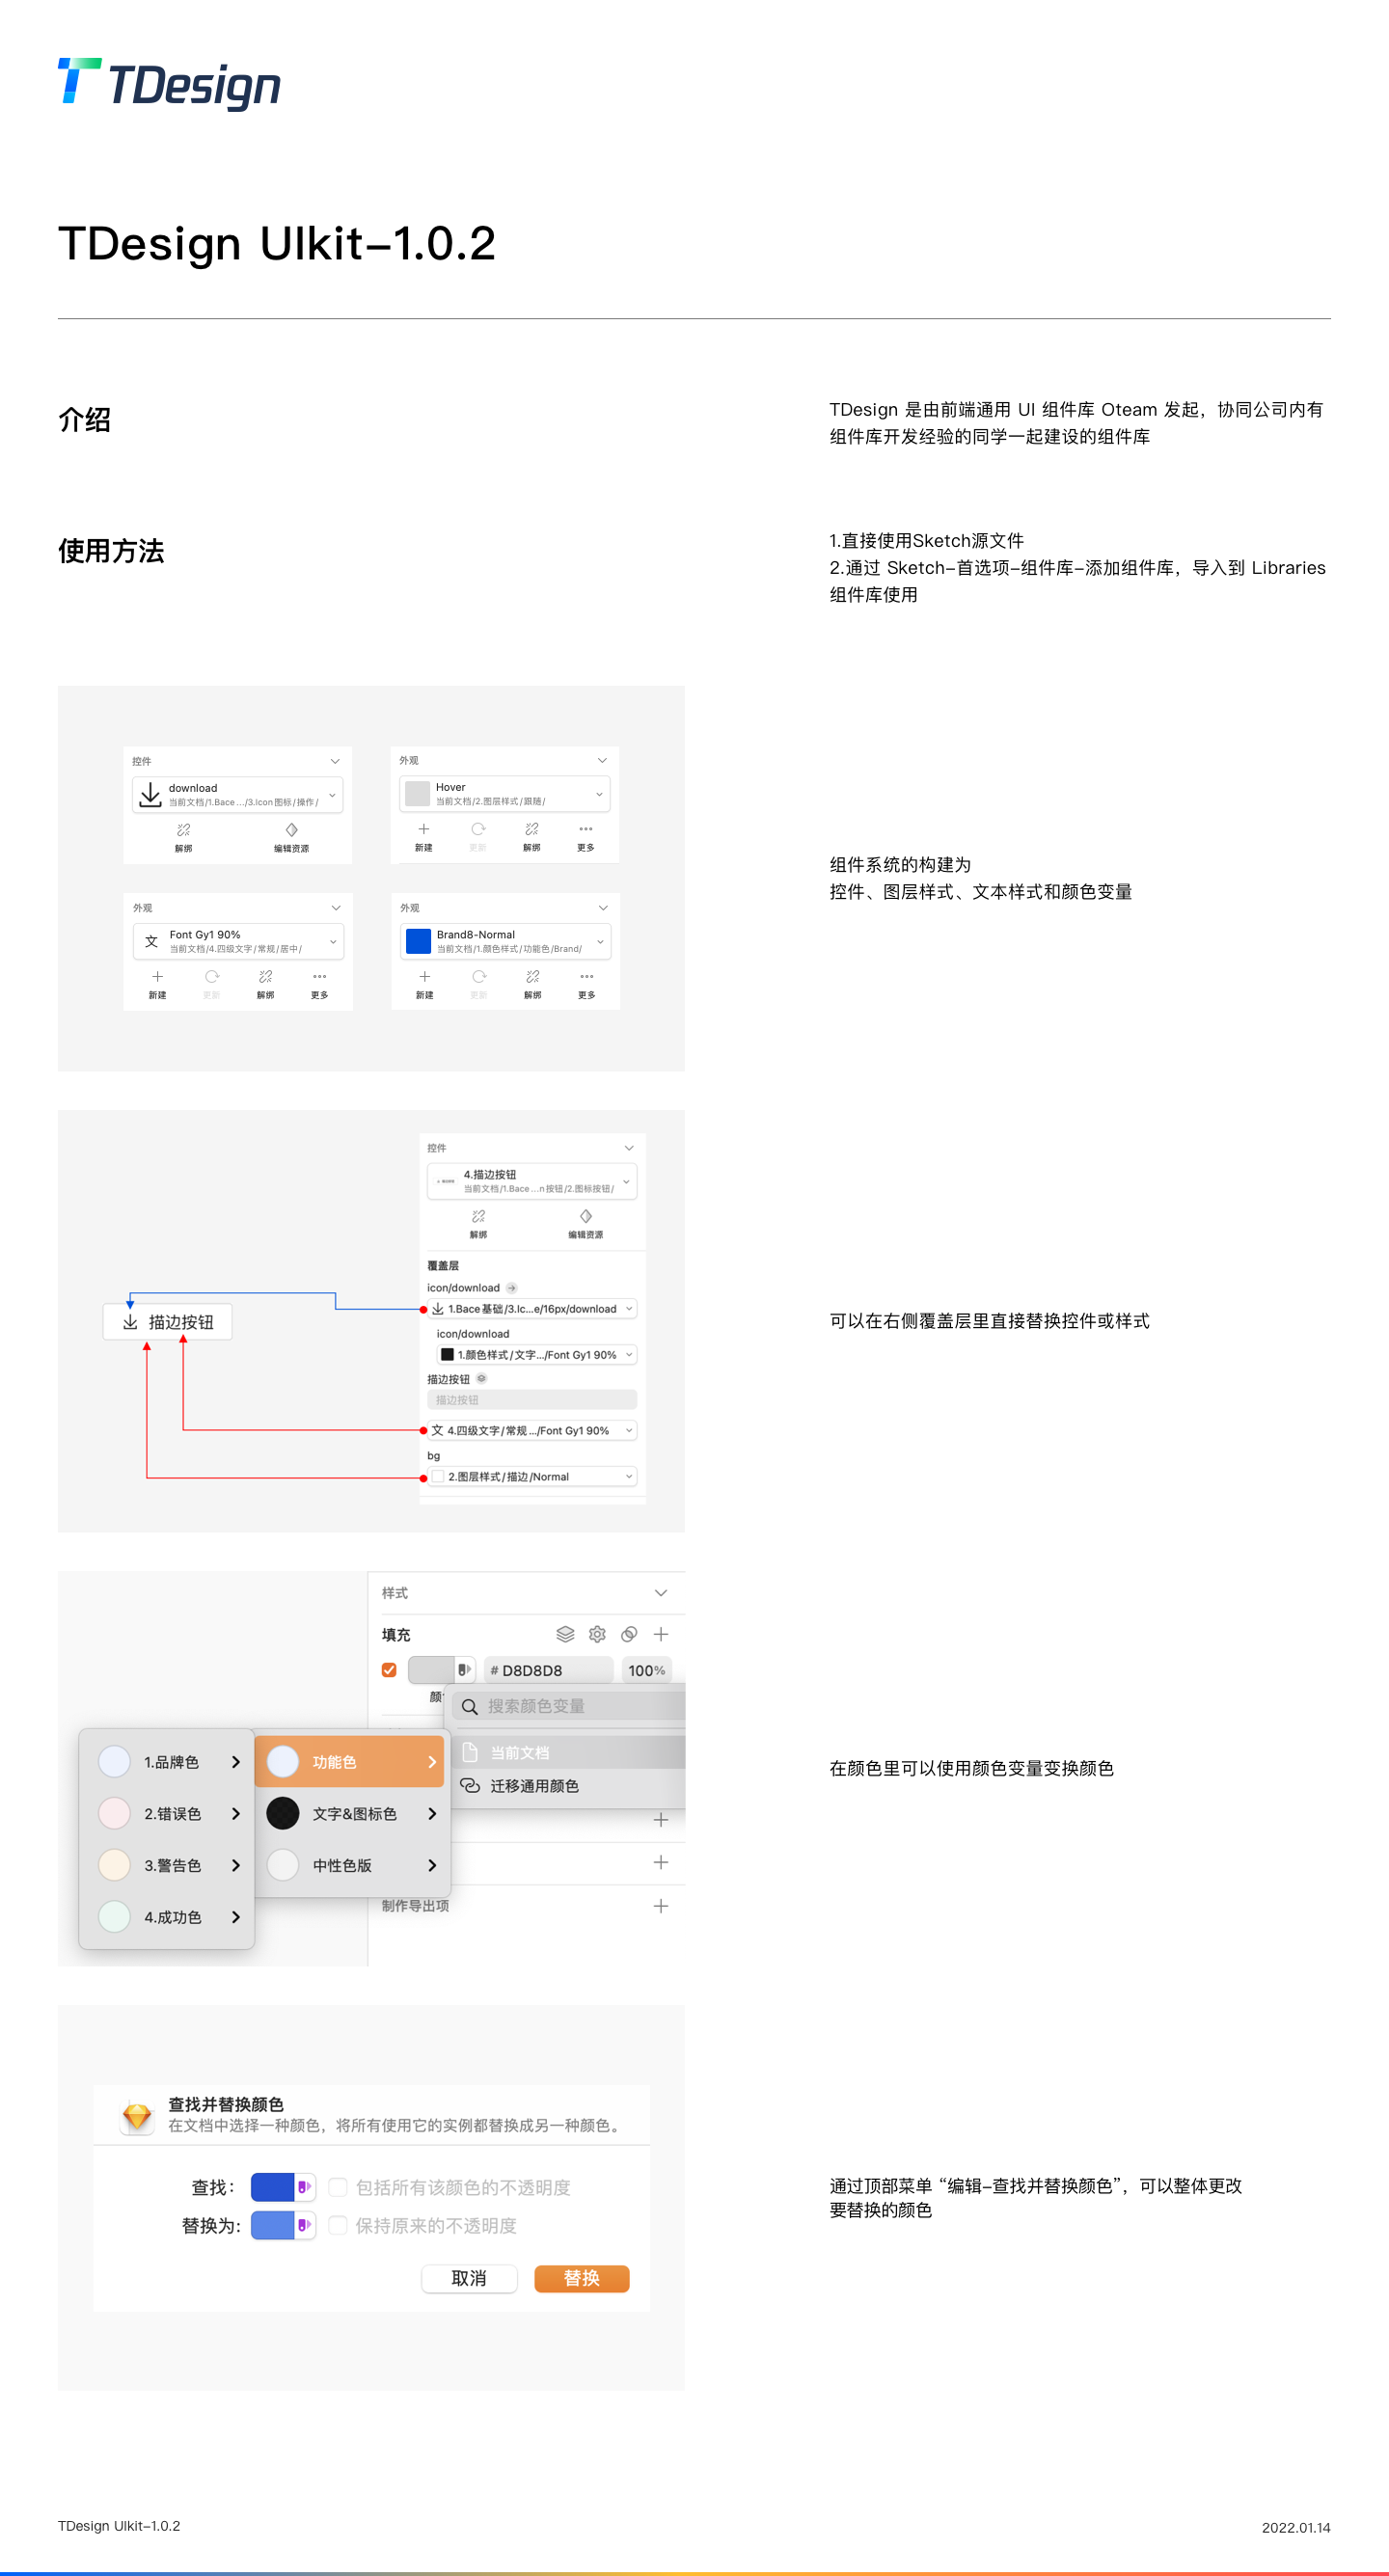 TDesign
TDesign UIkit-1.0.2
介绍
TDesign 是由前端通用 UI 组件库 Oteam 发起，协同公司内有
组件库开发经验的同学一起建设的组件库
使用方法
1.直接使用Sketch源文件
2.通过 Sketch-首选项-组件库-添加组件库，导入到 Libraries
组件库使用
控件
download
当前文档/1.Bace.../3.Icon图标/操作/
解绑 编辑资源
外观
Hover
当前文档/2.图层样式/跟随/
新建 更新 解绑 更多
外观
Font Gy1 90%
当前文档/4.四级文字/常规/居中/
新建 更新 解绑 更多
外观
Brand8-Normal
当前文档/1.颜色样式/功能色/Brand/
新建 更新 解绑 更多
组件系统的构建为
控件、图层样式、文本样式和颜色变量
描边按钮
控件
4.描边按钮
当前文档/1.Bace...n按钮/2.图标按钮/
解绑 编辑资源
覆盖层
icon/download
1.Bace基础/3.Ic...e/16px/download
icon/download
1.颜色样式/文字.../Font Gy1 90%
描边按钮
描边按钮
文 4.四级文字/常规.../Font Gy1 90%
bg
2.图层样式/描边/Normal
可以在右侧覆盖层里直接替换控件或样式
样式
填充
# D8D8D8 100%
颜
搜索颜色变量
当前文档
迁移通用颜色
功能色
文字&图标色
中性色版
1.品牌色
2.错误色
3.警告色
4.成功色
制作导出项
在颜色里可以使用颜色变量变换颜色
查找并替换颜色
在文档中选择一种颜色，将所有使用它的实例都替换成另一种颜色。
查找： 包括所有该颜色的不透明度
替换为: 保持原来的不透明度
取消 替换
通过顶部菜单 “编辑-查找并替换颜色”，可以整体更改
要替换的颜色
TDesign UIkit-1.0.2
2022.01.14